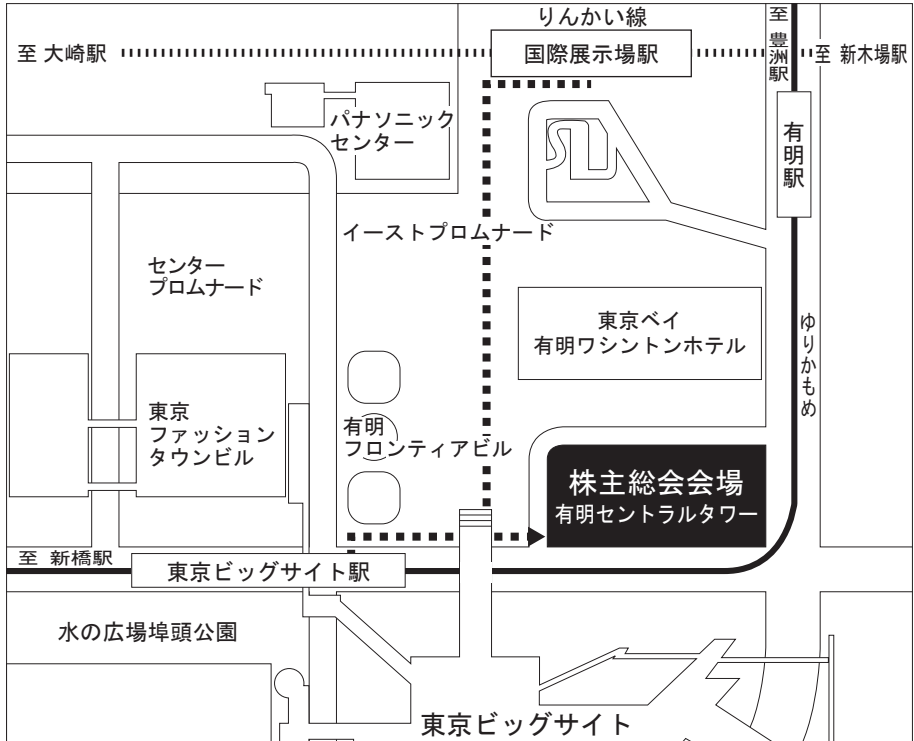 りんかい線
至 大崎駅
国際展示場駅
至 豊洲駅
至 新木場駅
パナソニック
センター
有明駅
イーストプロムナード
センター
プロムナード
東京ベイ
有明ワシントンホテル
ゆりかもめ
東京
ファッション
タウンビル
有明
フロンティアビル
株主総会会場
有明セントラルタワー
至 新橋駅
東京ビッグサイト駅
水の広場埠頭公園
東京ビッグサイト